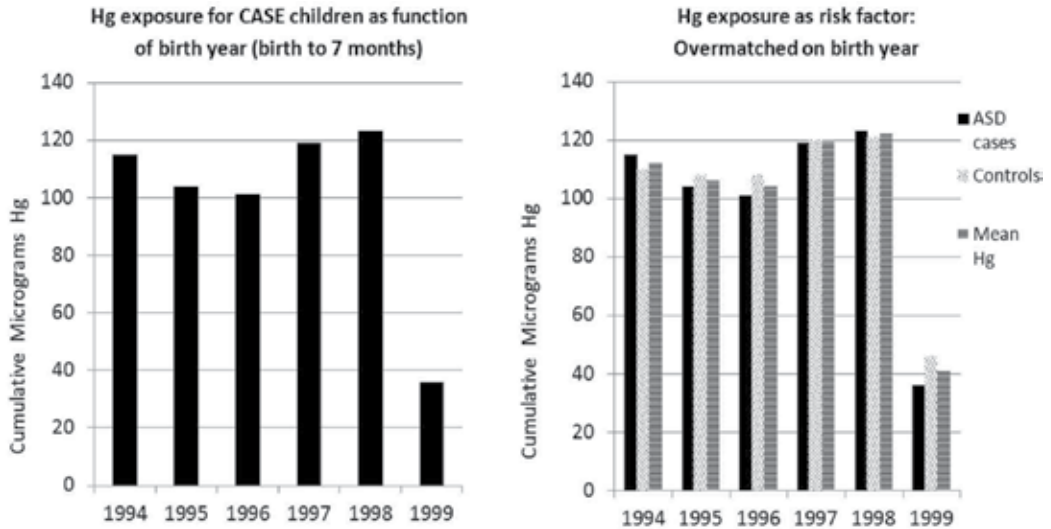 Hg exposure for CASE children as function
of birth year (birth to 7 months)
Cumulative Micrograms Hg
140
120
100
80
60
40
20
0
1994 1995 1996 1997 1998 1999
Hg exposure as risk factor:
Overmatched on birth year
Cumulative Micrograms Hg
140
120
100
80
60
40
20
0
1994 1995 1996 1997 1998 1999
ASD
cases
Controls
Mean
Hg